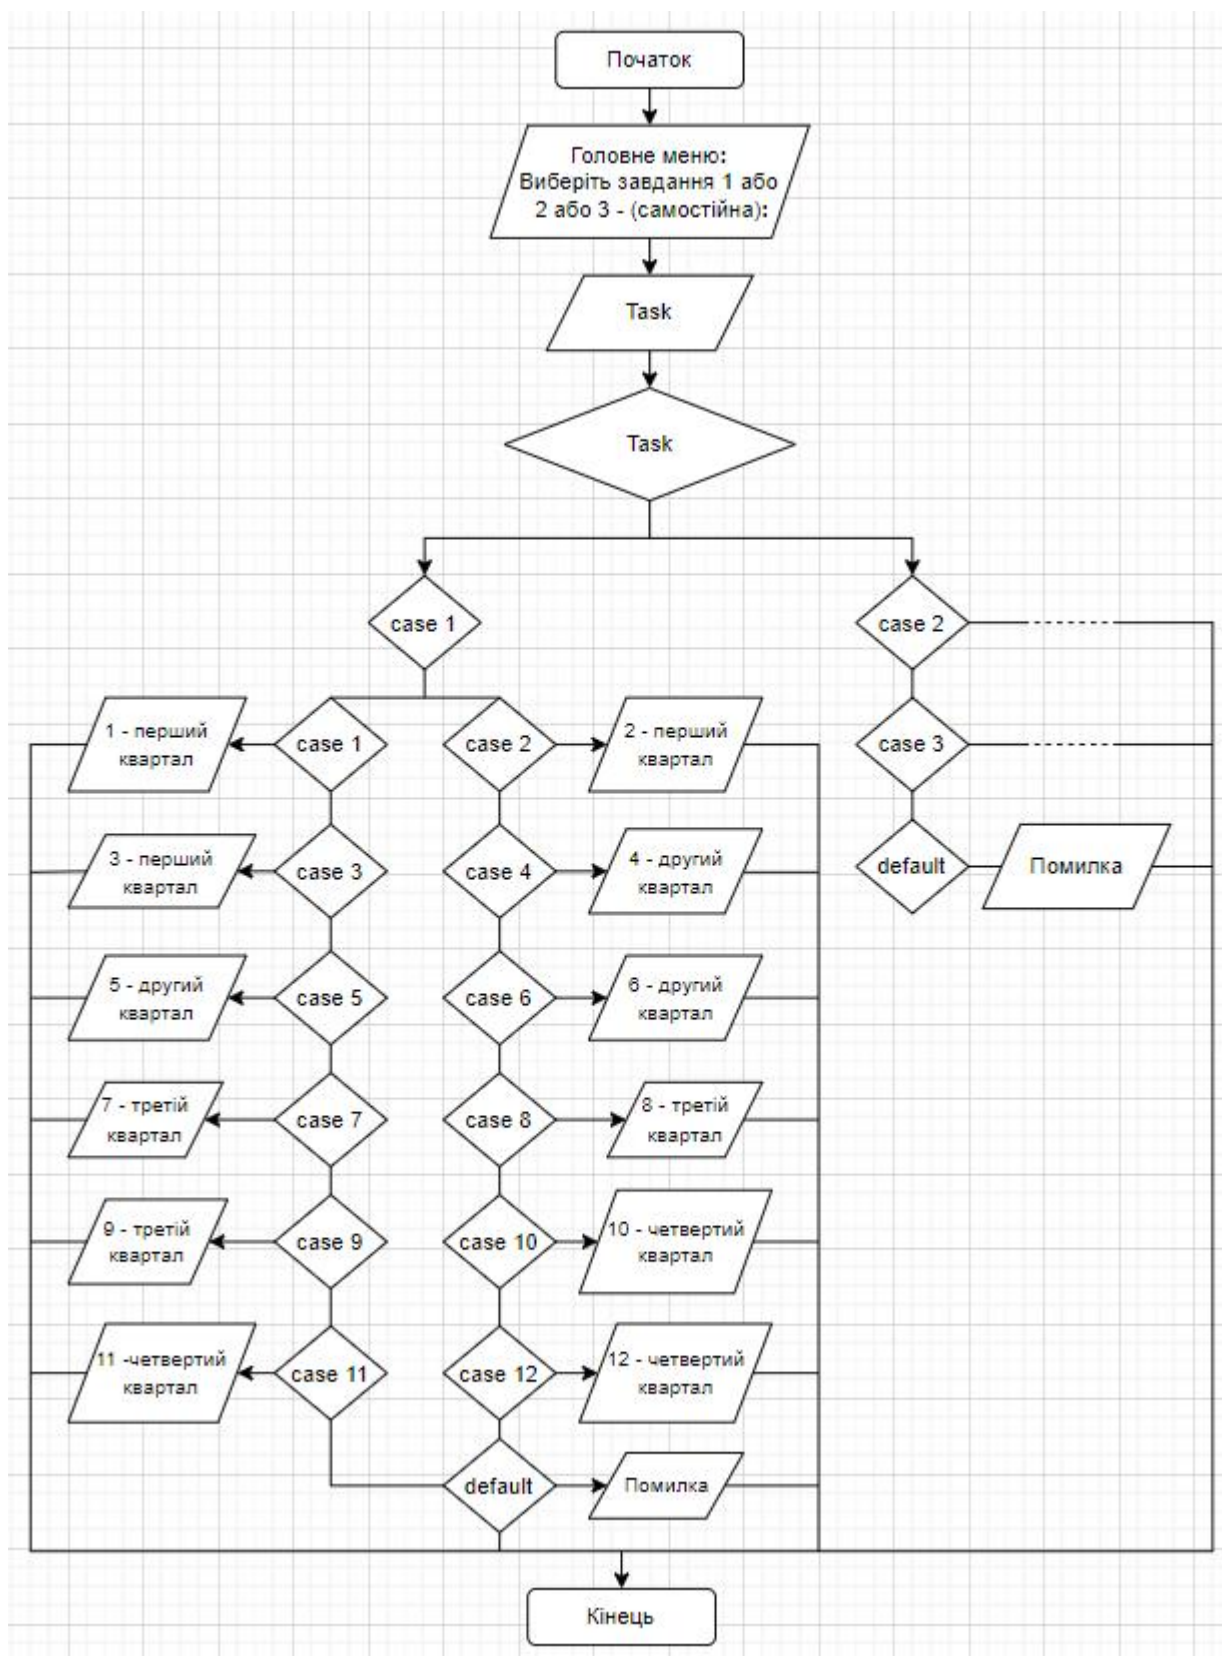 Початок
Головне меню:
Виберіть завдання 1 або
2 або 3 - (самостійна):
Task
Task
case 1
case 2
1 - перший
квартал
case 1
case 2
2 - перший
квартал
case 3
3 - перший
квартал
case 3
case 4
4 - другий
квартал
default
Помилка
5 - другий
квартал
case 5
case 6
6 - другий
квартал
7 - третій
квартал
case 7
case 8
8 - третій
квартал
9 - третій
квартал
case 9
case 10
10 - четвертий
квартал
11 -четвертий
квартал
case 11
case 12
12 - четвертий
квартал
default
Помилка
Кінець